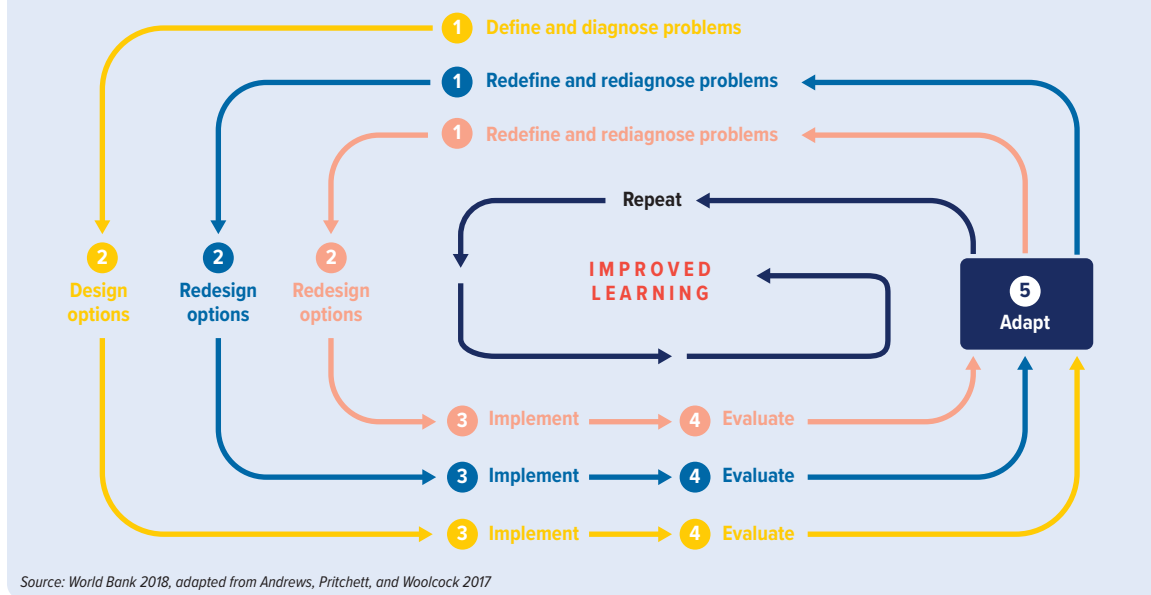 1 Define and diagnose problems
1 Redefine and rediagnose problems
1 Redefine and rediagnose problems
Repeat
2
Design
options
2
Redesign
options
2
Redesign
options
IMPROVED
LEARNING
5
Adapt
3 Implement 4 Evaluate
3 Implement 4 Evaluate
3 Implement 4 Evaluate
Source: World Bank 2018, adapted from Andrews, Pritchett, and Woolcock 2017